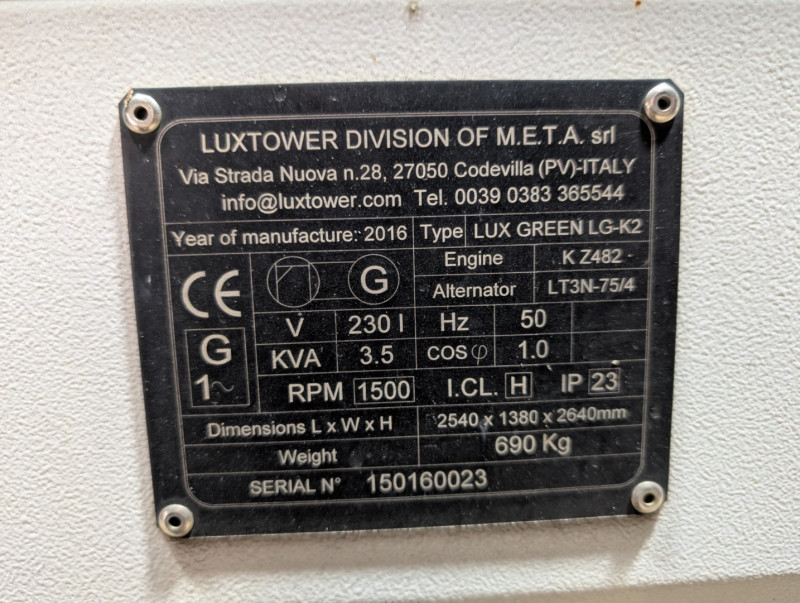 LUXTOWER DIVISION OF M.E.T.A. srl
Via Strada Nuova n.28, 27050 Codevilla (PV)-ITALY
info@luxtower.com Tel. 0039 0383 365544
Year of manufacture: 2016 Type LUX GREEN LG-K2
CE G Engine K Z482
Alternator LT3N-75/4
V 230 I Hz 50
G KVA 3.5 COS φ 1.0
1~ RPM 1500 I.CL. H IP 23
Dimensions L x W x H 2540 x 1380 x 2640mm
Weight 690 Kg
SERIAL N° 150160023